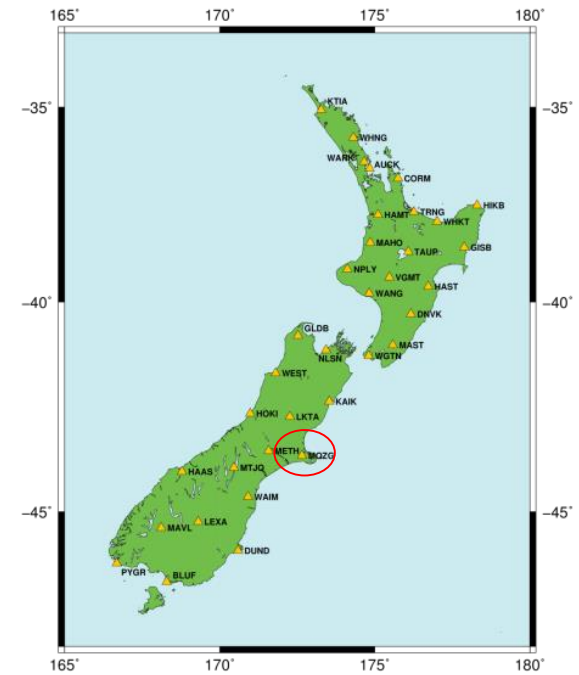 165° 170° 175° 180°
−35° −35°
KTIA
WHNG
WARK
AUCK
CORM
HIKB
HAMT
TRNG
WHKT
MAHO
TAUP
GISB
NPLY
VGMT
HAST
WANG
−40° −40°
DNVK
GLDB
MAST
NLSN
WGTN
WEST
KAIK
HOKI
LKTA
METH
MQZG
HAAS
MTJO
WAIM
−45° −45°
LEXA
MAVL
DUND
PYGR
BLUF
165° 170° 175° 180°